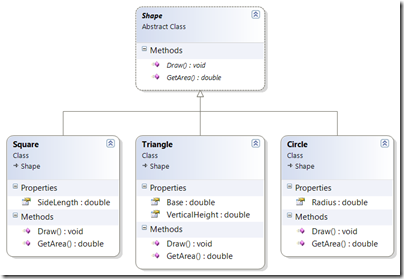 Shape
Abstract Class
Methods
Draw() : void
GetArea() : double
Square
Class
Shape
Properties
SideLength : double
Methods
Draw() : void
GetArea() : double
Triangle
Class
Shape
Properties
Base : double
VerticalHeight : double
Methods
Draw() : void
GetArea() : double
Circle
Class
Shape
Properties
Radius : double
Methods
Draw() : void
GetArea() : double